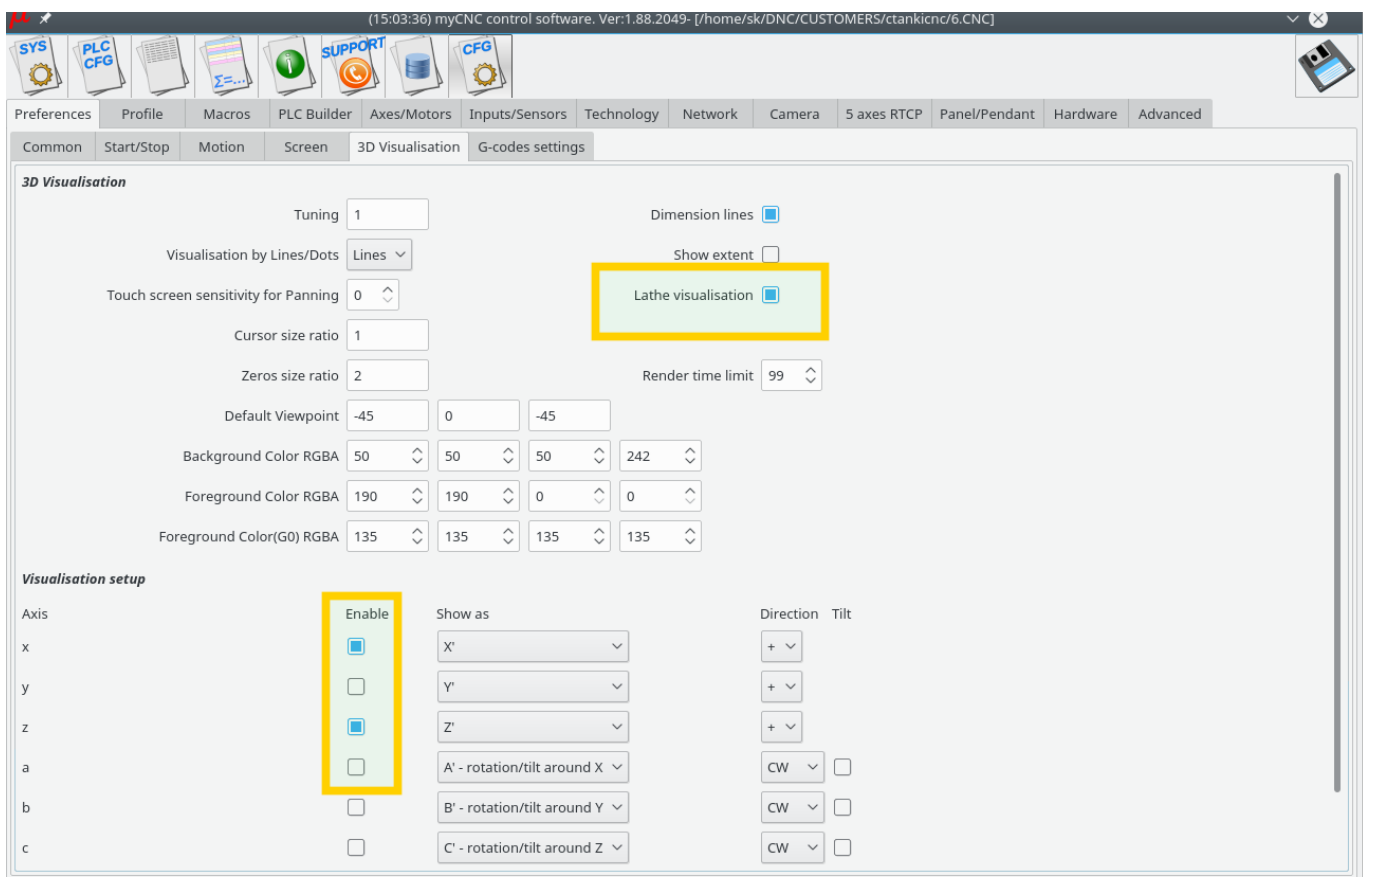 (15:03:36) myCNC control software. Ver:1.88.2049- [/home/sk/DNC/CUSTOMERS/ctankicnc/6.CNC]
SYS PLC CFG Σ=... SUPPORT CFG
Preferences Profile Macros PLC Builder Axes/Motors Inputs/Sensors Technology Network Camera 5 axes RTCP Panel/Pendant Hardware Advanced
Common Start/Stop Motion Screen 3D Visualisation G-codes settings
3D Visualisation
Tuning 1 Dimension lines
Visualisation by Lines/Dots Lines Show extent
Touch screen sensitivity for Panning 0 Lathe visualisation
Cursor size ratio 1
Zeros size ratio 2 Render time limit 99
Default Viewpoint -45 0 -45
Background Color RGBA 50 50 50 242
Foreground Color RGBA 190 190 0 0
Foreground Color(G0) RGBA 135 135 135 135
Visualisation setup
Axis Enable Show as Direction Tilt
x X' +
y Y' +
z Z' +
a A' - rotation/tilt around X CW
b B' - rotation/tilt around Y CW
c C' - rotation/tilt around Z CW